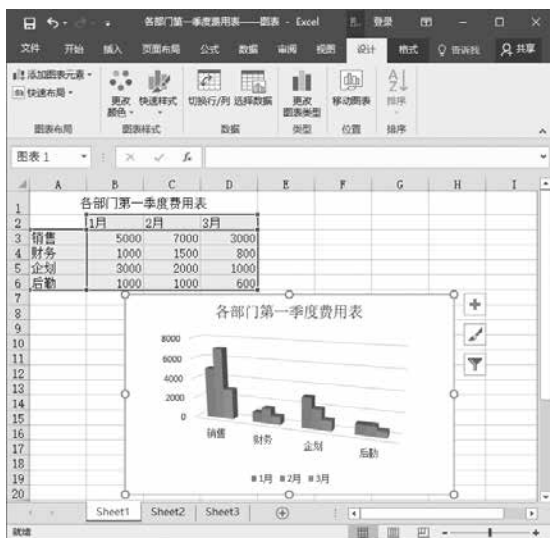 各部门第一季度费用表——图表 - Excel
登录
文件 开始 插入 页面布局 公式 数据 审阅 视图 设计 格式 告诉我 共享
添加图表元素
快速布局
更改颜色 快速样式 切换行/列 选择数据 更改图表类型 移动图表 排序
图表布局 图表样式 数据 类型 位置 排序
图表 1 fx
A B C D E F G H I
1 各部门第一季度费用表
2 1月 2月 3月
3 销售 5000 7000 3000
4 财务 1000 1500 800
5 企划 3000 2000 1000
6 后勤 1000 1000 600
7
8
9
10
11
12
13
14
15
16
17
18
19
20
各部门第一季度费用表
8000
6000
4000
2000
0
销售 财务 企划 后勤
1月 2月 3月
Sheet1 Sheet2 Sheet3
就绪